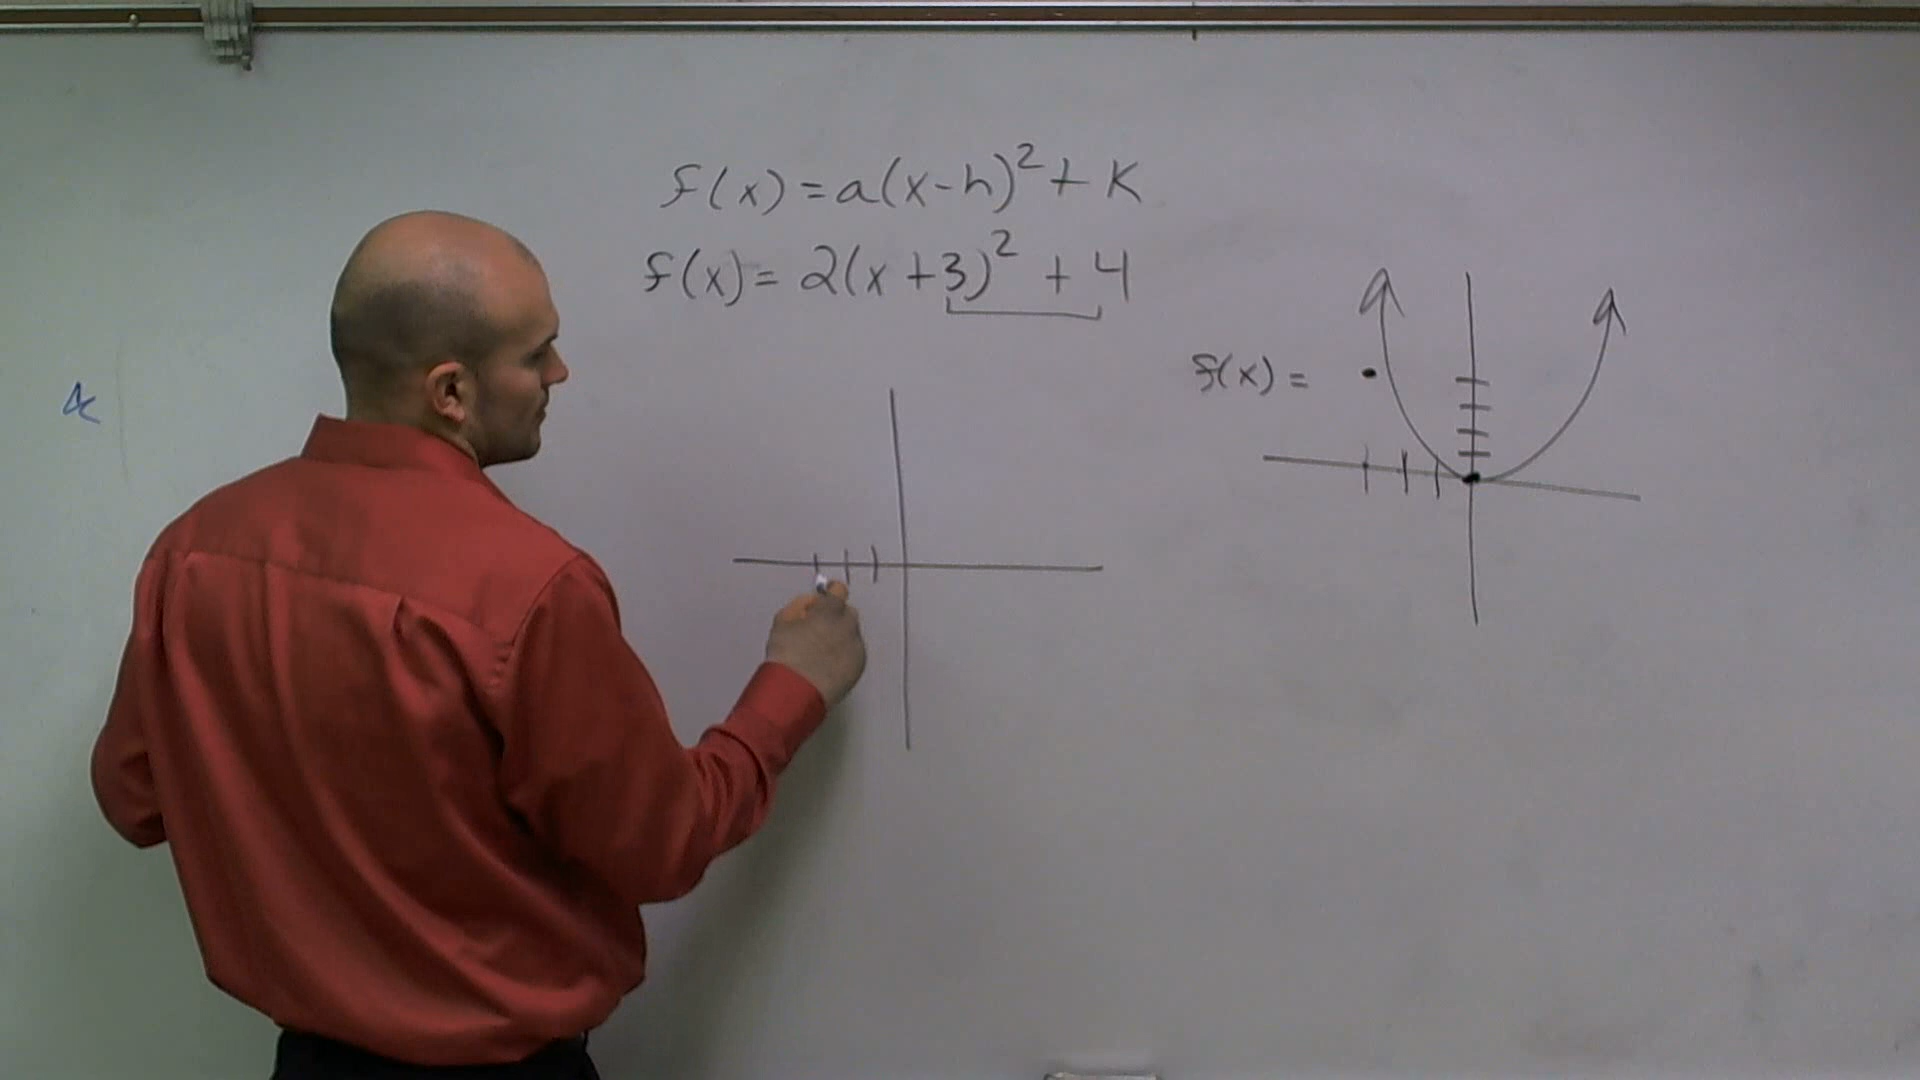 f(x) = a(x-h)² + K
f(x) = 2(x+3)² + 4
f(x) =